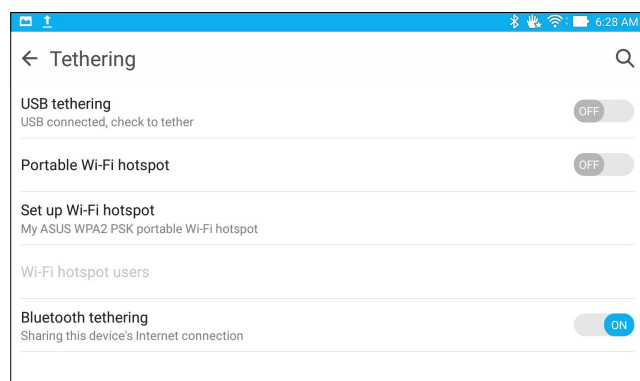 6:28 AM
Tethering
USB tethering
OFF
USB connected, check to tether
Portable Wi-Fi hotspot
OFF
Set up Wi-Fi hotspot
My ASUS WPA2 PSK portable Wi-Fi hotspot
Wi-Fi hotspot users
Bluetooth tethering
ON
Sharing this device's Internet connection